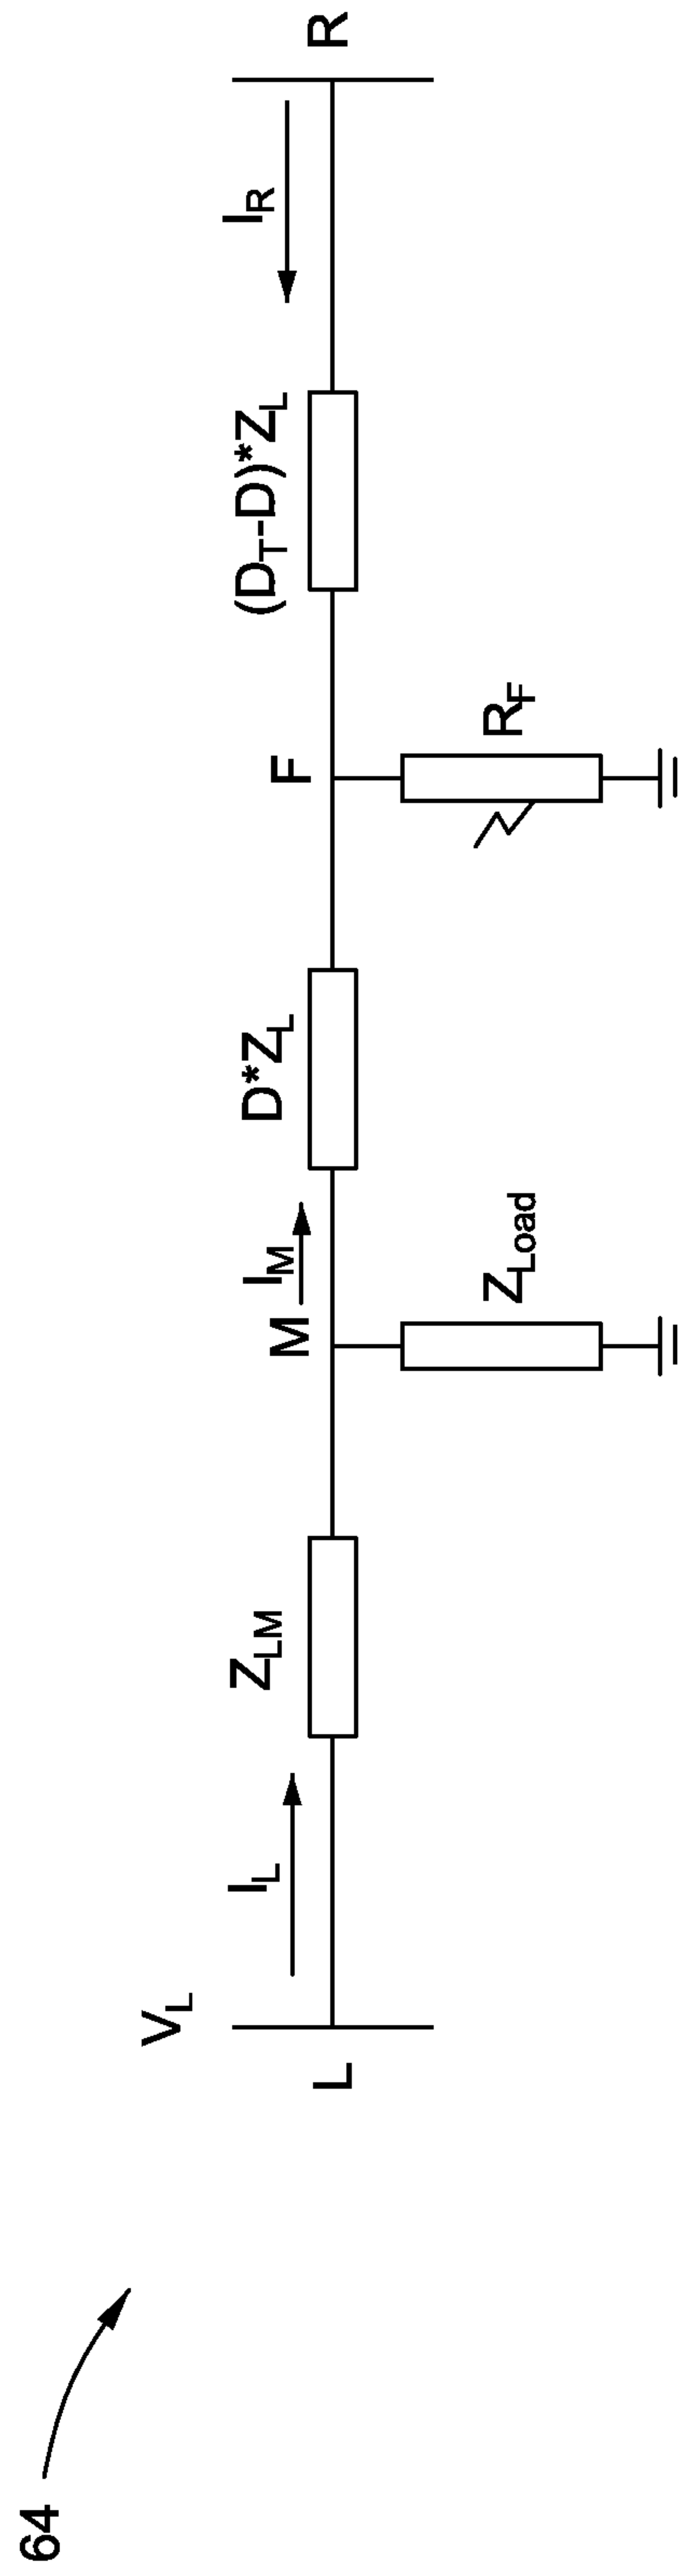 64
V_L
L
I_L
Z_LM
M
I_M
Z_Load
D*Z_L
F
R_F
(D_T-D)*Z_L
I_R
R